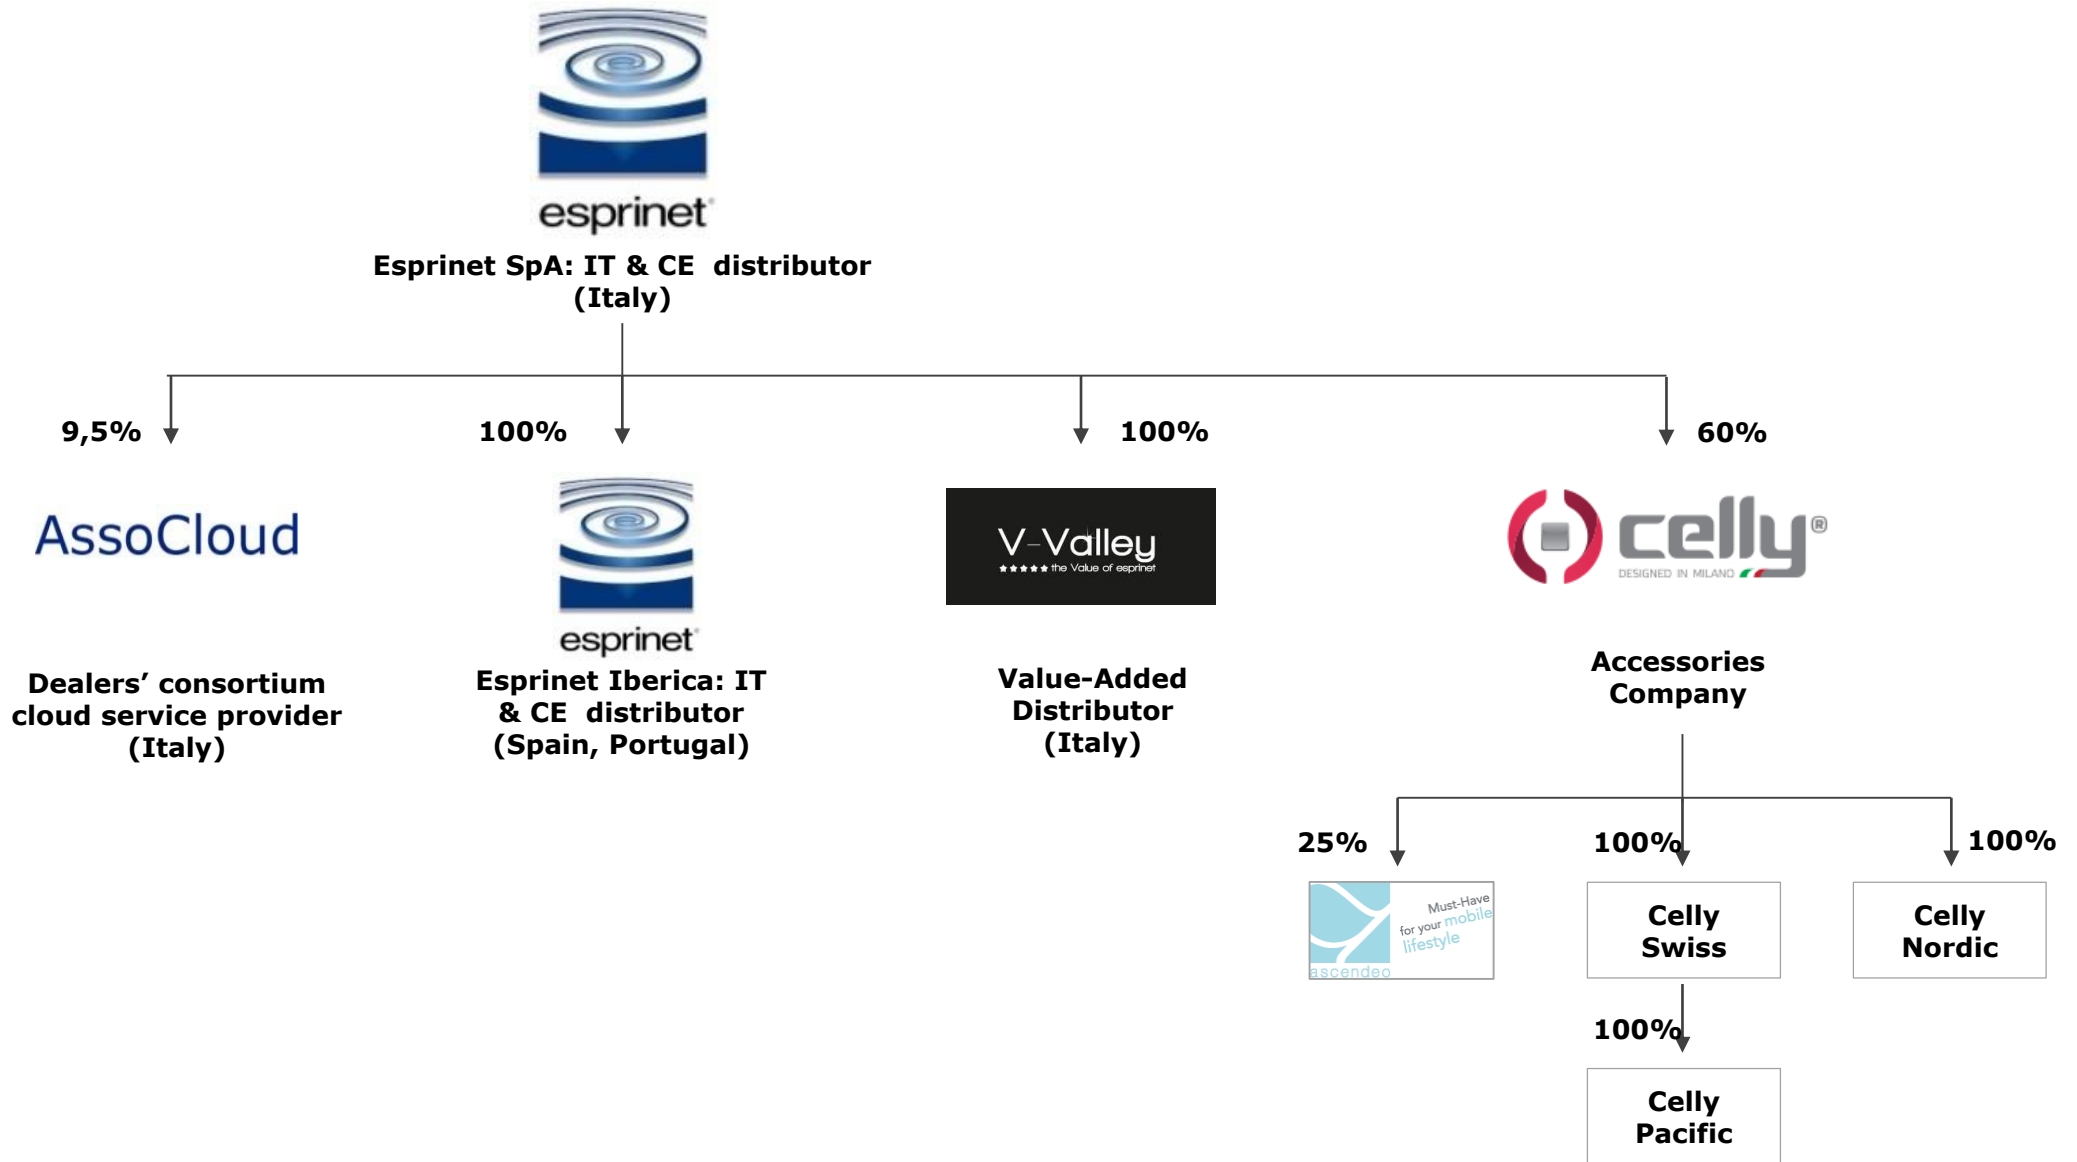 esprinet®
Esprinet SpA: IT & CE distributor
(Italy)
9,5%
100%
100%
60%
AssoCloud
esprinet®
V-Valley
★★★★★ the Value of esprinet
celly®
DESIGNED IN MILANO
Dealers’ consortium
cloud service provider
(Italy)
Esprinet Iberica: IT
& CE distributor
(Spain, Portugal)
Value-Added
Distributor
(Italy)
Accessories
Company
25%
100%
100%
Must-Have
for your mobile
lifestyle
ascendeo
Celly
Swiss
Celly
Nordic
100%
Celly
Pacific